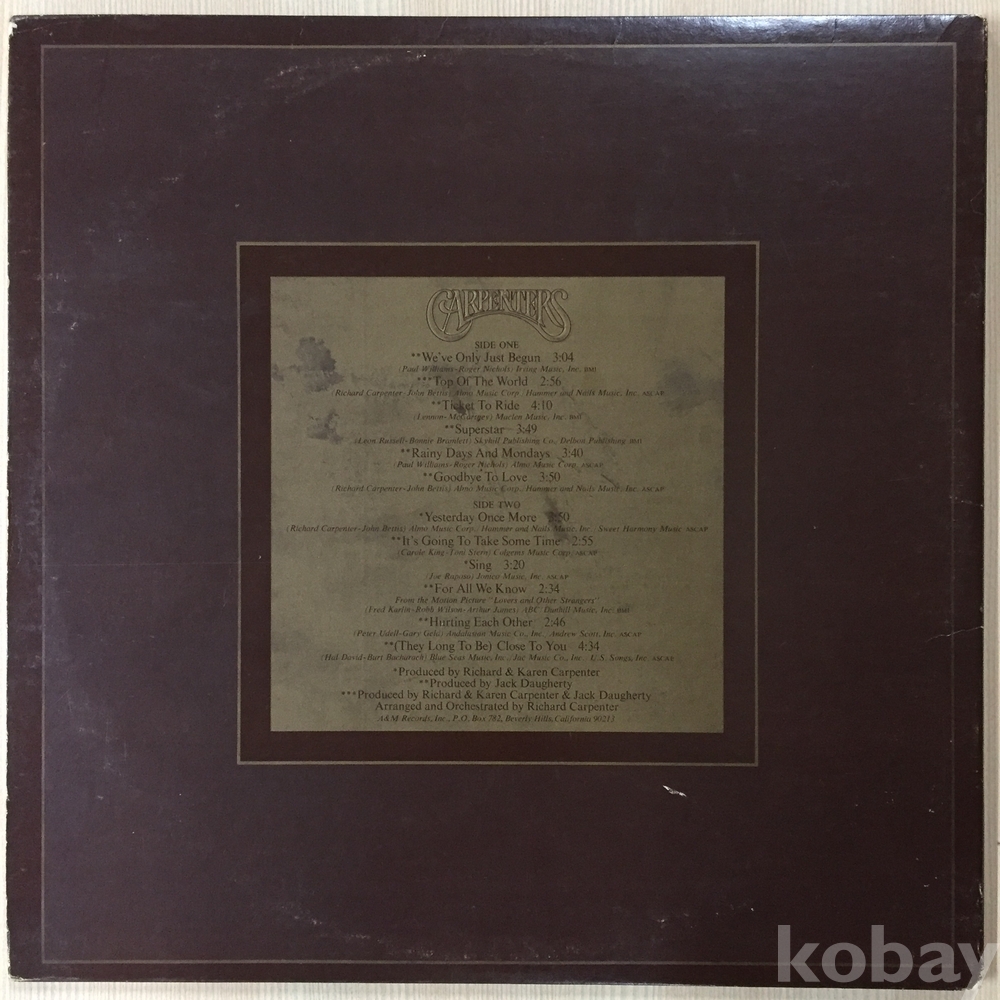 CARPENTERS
SIDE ONE
**We've Only Just Begun 3:04
(Paul Williams-Roger Nichols) Irving Music, Inc. BMI
***Top Of The World 2:56
(Richard Carpenter-John Bettis) Almo Music Corp. Hammer and Nails Music, Inc. ASCAP
**Ticket To Ride 4:10
(Lennon-McCartney) Maclen Music, Inc. BMI
**Superstar 3:49
(Leon Russell-Bonnie Bramlett) Skyhill Publishing Co., Delbon Publishing BMI
**Rainy Days And Mondays 3:40
(Paul Williams-Roger Nichols) Almo Music Corp. ASCAP
**Goodbye To Love 3:50
(Richard Carpenter-John Bettis) Almo Music Corp., Hammer and Nails Music, Inc. ASCAP
SIDE TWO
*Yesterday Once More 3:50
(Richard Carpenter-John Bettis) Almo Music Corp., Hammer and Nails Music, Inc. Sweet Harmony Music ASCAP
**It's Going To Take Some Time 2:55
(Carole King-Toni Stern) Colgems Music Corp. ASCAP
*Sing 3:20
(Joe Raposo) Jonico Music, Inc. ASCAP
**For All We Know 2:34
From the Motion Picture "Lovers and Other Strangers"
(Fred Karlin-Robb Wilson-Arthur James) ABC Dunhill Music, Inc. BMI
**Hurting Each Other 2:46
(Peter Udell-Gary Geld) Andalusian Music Co., Inc. Andrew Scott, Inc. ASCAP
**(They Long To Be) Close To You 4:34
(Hal David-Burt Bacharach) Blue Seas Music, Inc./Jac Music Co., Inc. U.S. Songs, Inc. ASCAP
*Produced by Richard & Karen Carpenter
**Produced by Jack Daugherty
***Produced by Richard & Karen Carpenter & Jack Daugherty
Arranged and Orchestrated by Richard Carpenter
A&M Records, Inc., P.O. Box 782, Beverly Hills, California 90213
kobay